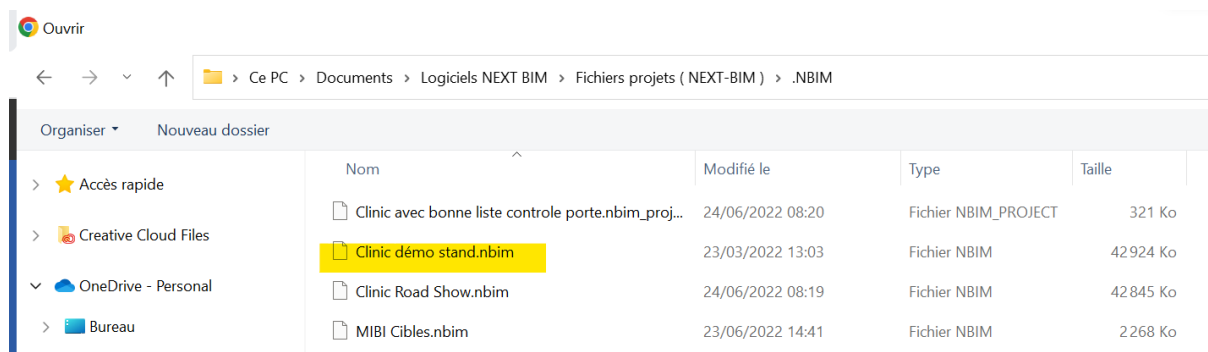 Ouvrir
Ce PC > Documents > Logiciels NEXT BIM > Fichiers projets ( NEXT-BIM ) > .NBIM
Organiser Nouveau dossier
Nom Modifié le Type Taille
Accès rapide
Clinic avec bonne liste controle porte.nbim_proj... 24/06/2022 08:20 Fichier NBIM_PROJECT 321 Ko
Creative Cloud Files
Clinic démo stand.nbim 23/03/2022 13:03 Fichier NBIM 42 924 Ko
OneDrive - Personal
Clinic Road Show.nbim 24/06/2022 08:19 Fichier NBIM 42 845 Ko
Bureau
MIBI Cibles.nbim 23/06/2022 14:41 Fichier NBIM 2 268 Ko